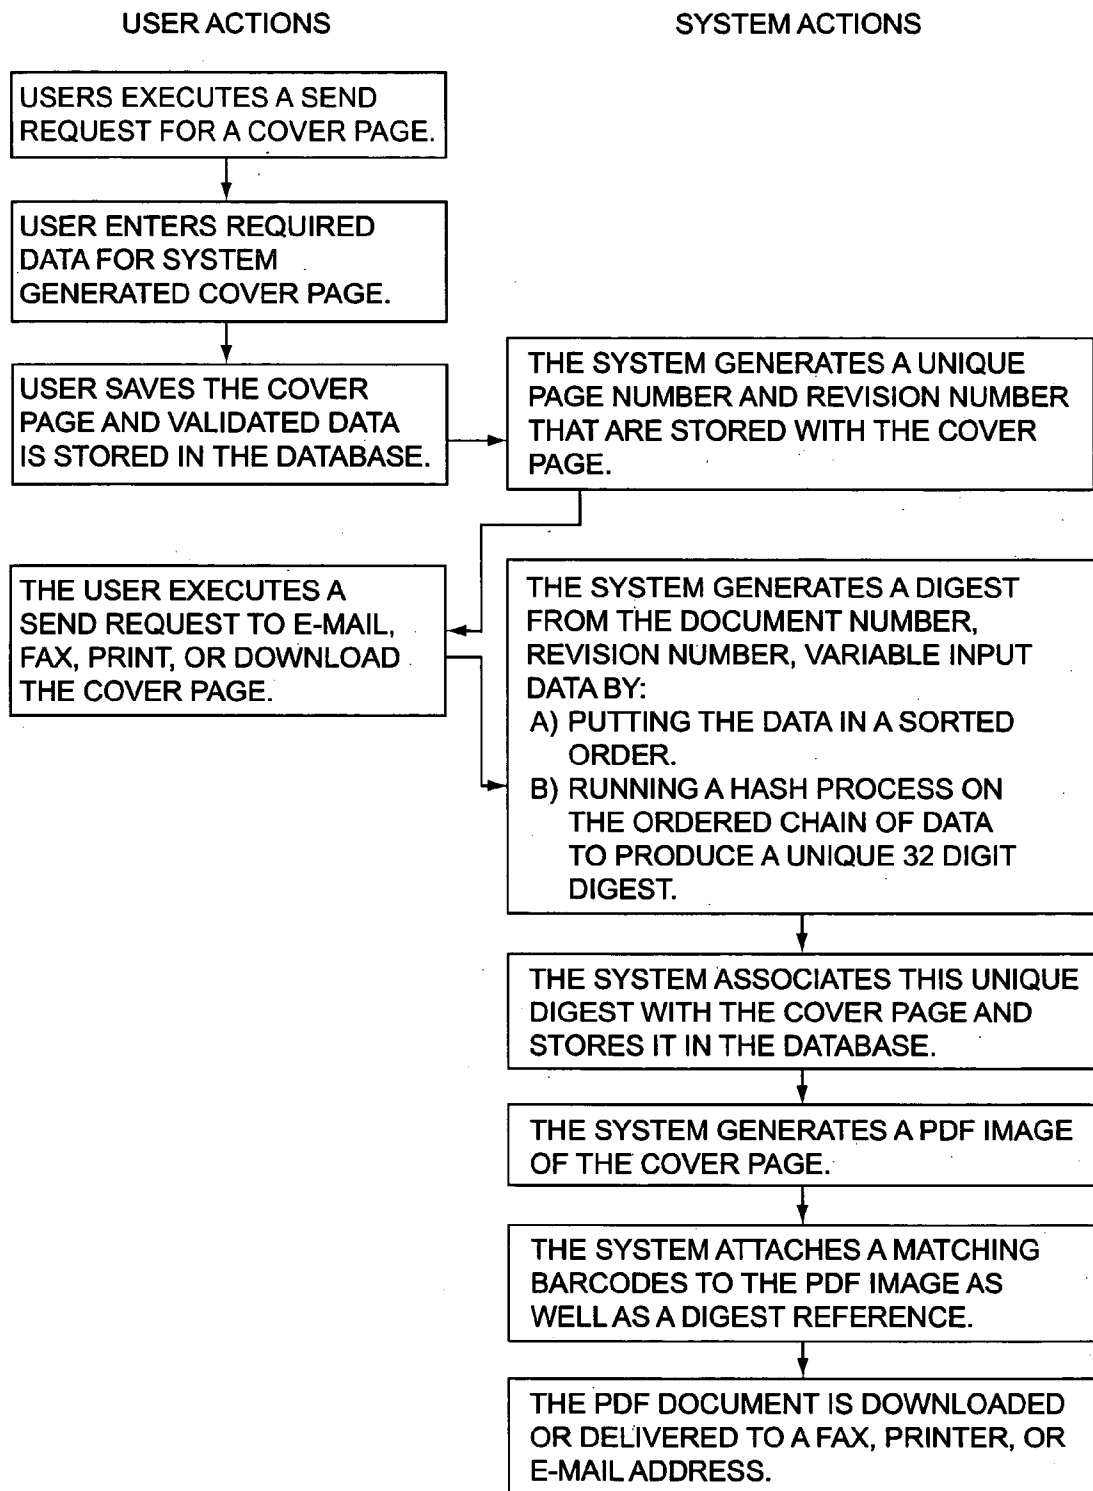 USER ACTIONS
SYSTEM ACTIONS
USERS EXECUTES A SEND
REQUEST FOR A COVER PAGE.
USER ENTERS REQUIRED
DATA FOR SYSTEM
GENERATED COVER PAGE.
USER SAVES THE COVER
PAGE AND VALIDATED DATA
IS STORED IN THE DATABASE.
THE SYSTEM GENERATES A UNIQUE
PAGE NUMBER AND REVISION NUMBER
THAT ARE STORED WITH THE COVER
PAGE.
THE USER EXECUTES A
SEND REQUEST TO E-MAIL,
FAX, PRINT, OR DOWNLOAD
THE COVER PAGE.
THE SYSTEM GENERATES A DIGEST
FROM THE DOCUMENT NUMBER,
REVISION NUMBER, VARIABLE INPUT
DATA BY:
A) PUTTING THE DATA IN A SORTED
ORDER.
B) RUNNING A HASH PROCESS ON
THE ORDERED CHAIN OF DATA
TO PRODUCE A UNIQUE 32 DIGIT
DIGEST.
THE SYSTEM ASSOCIATES THIS UNIQUE
DIGEST WITH THE COVER PAGE AND
STORES IT IN THE DATABASE.
THE SYSTEM GENERATES A PDF IMAGE
OF THE COVER PAGE.
THE SYSTEM ATTACHES A MATCHING
BARCODES TO THE PDF IMAGE AS
WELL AS A DIGEST REFERENCE.
THE PDF DOCUMENT IS DOWNLOADED
OR DELIVERED TO A FAX, PRINTER, OR
E-MAIL ADDRESS.